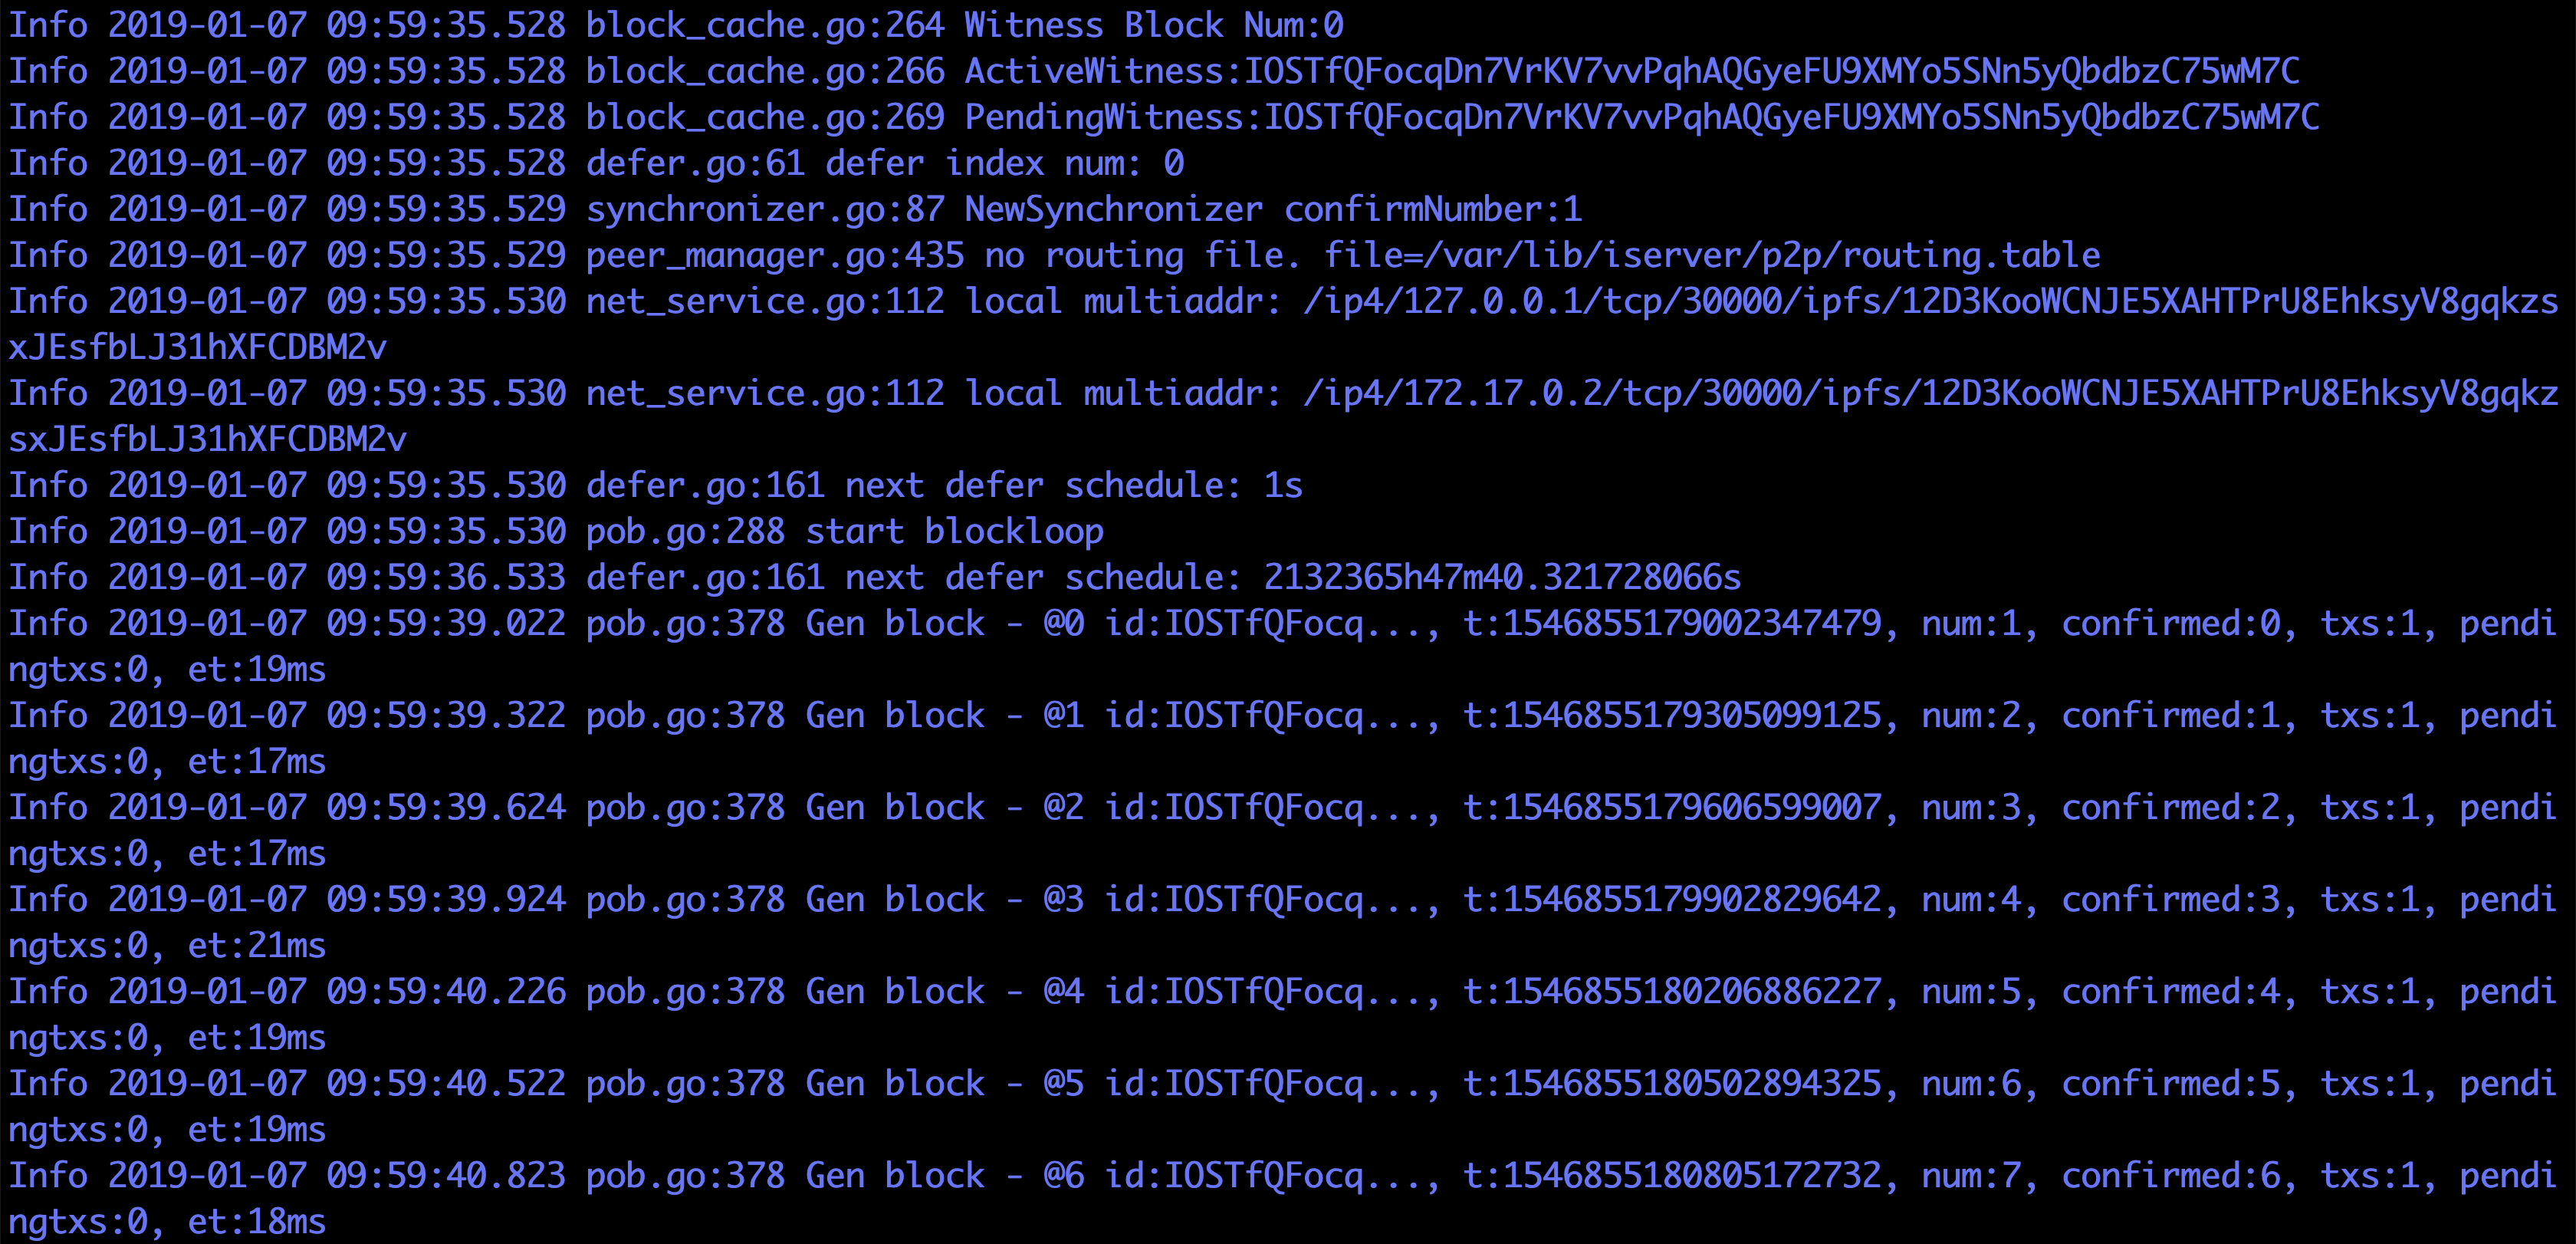 Info 2019-01-07 09:59:35.528 block_cache.go:264 Witness Block Num:0
Info 2019-01-07 09:59:35.528 block_cache.go:266 ActiveWitness:IOSTfQFocqDn7VrKV7vvPqhAQGyeFU9XMYo5SNn5yQbdbzC75wM7C
Info 2019-01-07 09:59:35.528 block_cache.go:269 PendingWitness:IOSTfQFocqDn7VrKV7vvPqhAQGyeFU9XMYo5SNn5yQbdbzC75wM7C
Info 2019-01-07 09:59:35.528 defer.go:61 defer index num: 0
Info 2019-01-07 09:59:35.529 synchronizer.go:87 NewSynchronizer confirmNumber:1
Info 2019-01-07 09:59:35.529 peer_manager.go:435 no routing file. file=/var/lib/iserver/p2p/routing.table
Info 2019-01-07 09:59:35.530 net_service.go:112 local multiaddr: /ip4/127.0.0.1/tcp/30000/ipfs/12D3KooWCNJE5XAHTPrU8EhksyV8gqkzs
xJEsfbLJ31hXFCDBM2v
Info 2019-01-07 09:59:35.530 net_service.go:112 local multiaddr: /ip4/172.17.0.2/tcp/30000/ipfs/12D3KooWCNJE5XAHTPrU8EhksyV8gqkz
sxJEsfbLJ31hXFCDBM2v
Info 2019-01-07 09:59:35.530 defer.go:161 next defer schedule: 1s
Info 2019-01-07 09:59:35.530 pob.go:288 start blockloop
Info 2019-01-07 09:59:36.533 defer.go:161 next defer schedule: 2132365h47m40.321728066s
Info 2019-01-07 09:59:39.022 pob.go:378 Gen block - @0 id:IOSTfQFocq..., t:1546855179002347479, num:1, confirmed:0, txs:1, pendi
ngtxs:0, et:19ms
Info 2019-01-07 09:59:39.322 pob.go:378 Gen block - @1 id:IOSTfQFocq..., t:1546855179305099125, num:2, confirmed:1, txs:1, pendi
ngtxs:0, et:17ms
Info 2019-01-07 09:59:39.624 pob.go:378 Gen block - @2 id:IOSTfQFocq..., t:1546855179606599007, num:3, confirmed:2, txs:1, pendi
ngtxs:0, et:17ms
Info 2019-01-07 09:59:39.924 pob.go:378 Gen block - @3 id:IOSTfQFocq..., t:1546855179902829642, num:4, confirmed:3, txs:1, pendi
ngtxs:0, et:21ms
Info 2019-01-07 09:59:40.226 pob.go:378 Gen block - @4 id:IOSTfQFocq..., t:1546855180206886227, num:5, confirmed:4, txs:1, pendi
ngtxs:0, et:19ms
Info 2019-01-07 09:59:40.522 pob.go:378 Gen block - @5 id:IOSTfQFocq..., t:1546855180502894325, num:6, confirmed:5, txs:1, pendi
ngtxs:0, et:19ms
Info 2019-01-07 09:59:40.823 pob.go:378 Gen block - @6 id:IOSTfQFocq..., t:1546855180805172732, num:7, confirmed:6, txs:1, pendi
ngtxs:0, et:18ms